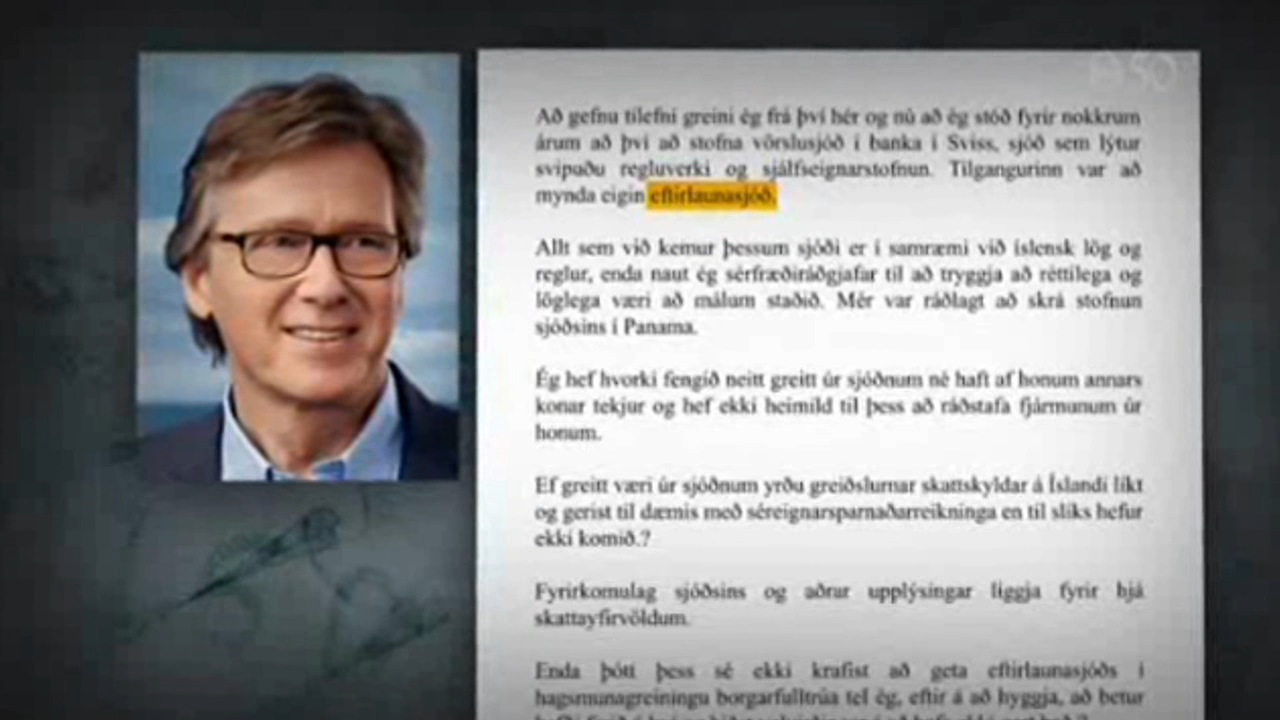 50
Að gefnu tilefni greini ég frá því hér og nú að ég stóð fyrir nokkrum
árum að því að stofna vörslusjóð í banka í Sviss, sjóð sem lýtur
svipuðu regluverki og sjálfseignarstofnun. Tilgangurinn var að
mynda eigin eftirlaunasjóð.
Allt sem við kemur þessum sjóði er í samræmi við íslensk lög og
reglur, enda naut ég sérfræðiráðgjafar til að tryggja að réttilega og
löglega væri að málum staðið. Mér var ráðlagt að skrá stofnun
sjóðsins í Panama.
Ég hef hvorki fengið neitt greitt úr sjóðnum né haft af honum annars
konar tekjur og hef ekki heimild til þess að ráðstafa fjármunum úr
honum.
Ef greitt væri úr sjóðnum yrðu greiðslurnar skattskyldar á Íslandi líkt
og gerist til dæmis með séreignarsparnaðarreikninga en til slíks hefur
ekki komið.?
Fyrirkomulag sjóðsins og aðrar upplýsingar liggja fyrir hjá
skattayfirvöldum.
Enda þótt þess sé ekki krafist að geta eftirlaunasjóðs í
hagsmunagreiningu borgarfulltrúa tel ég, eftir á að hyggja, að betur